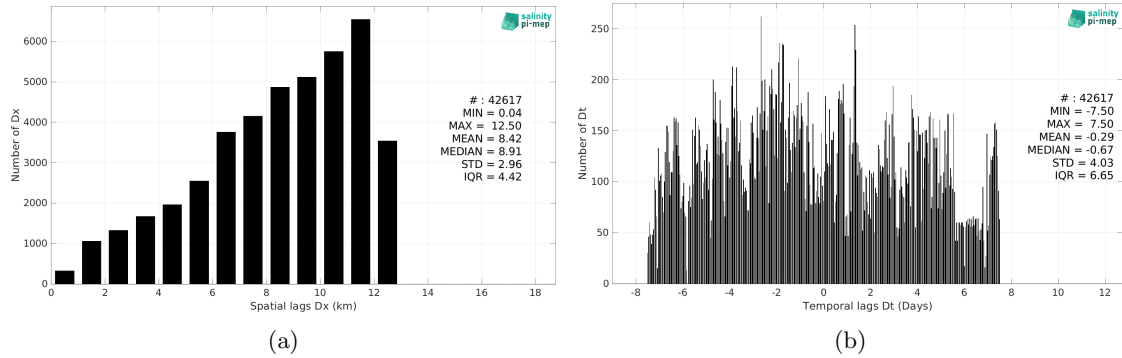 salinity
pi-mep
6000
5000
4000
3000
2000
1000
0
Number of Dx
# : 42617
MIN = 0.04
MAX = 12.50
MEAN = 8.42
MEDIAN = 8.91
STD = 2.96
IQR = 4.42
0 2 4 6 8 10 12 14 16 18
Spatial lags Dx (km)
(a)
salinity
pi-mep
250
200
150
100
50
0
Number of Dt
# : 42617
MIN = -7.50
MAX = 7.50
MEAN = -0.29
MEDIAN = -0.67
STD = 4.03
IQR = 6.65
-8 -6 -4 -2 0 2 4 6 8 10 12
Temporal lags Dt (Days)
(b)